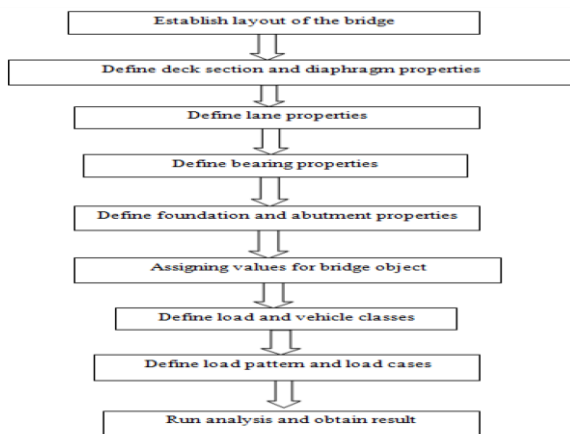 Establish layout of the bridge
Define deck section and diaphragm properties
Define lane properties
Define bearing properties
Define foundation and abutment properties
Assigning values for bridge object
Define load and vehicle classes
Define load pattern and load cases
Run analysis and obtain result